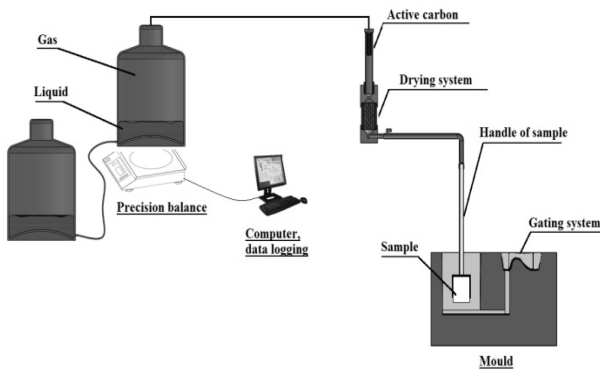 Active carbon
Gas
Drying system
Liquid
Handle of sample
Precision balance
Computer,
data logging
Gating system
Sample
Mould